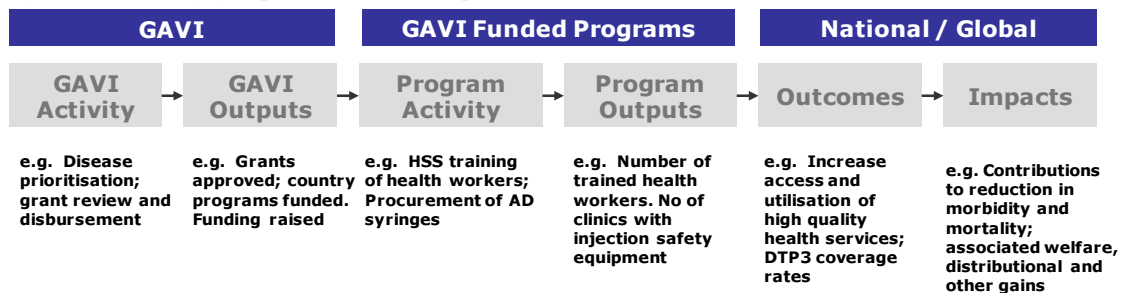 GAVI
GAVI Funded Programs
National / Global
GAVI
Activity
GAVI
Outputs
Program
Activity
Program
Outputs
Outcomes
Impacts
e.g. Disease
prioritisation;
grant review and
disbursement
e.g. Grants
approved; country
programs funded.
Funding raised
e.g. HSS training
of health workers;
Procurement of AD
syringes
e.g. Number of
trained health
workers. No of
clinics with
injection safety
equipment
e.g. Increase
access and
utilisation of
high quality
health services;
DTP3 coverage
rates
e.g. Contributions
to reduction in
morbidity and
mortality;
associated welfare,
distributional and
other gains